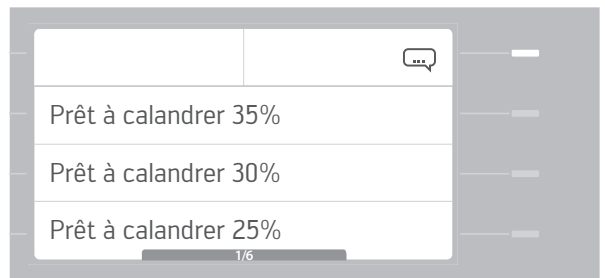 ...
Prêt à calandrer 35%
Prêt à calandrer 30%
Prêt à calandrer 25%
1/6